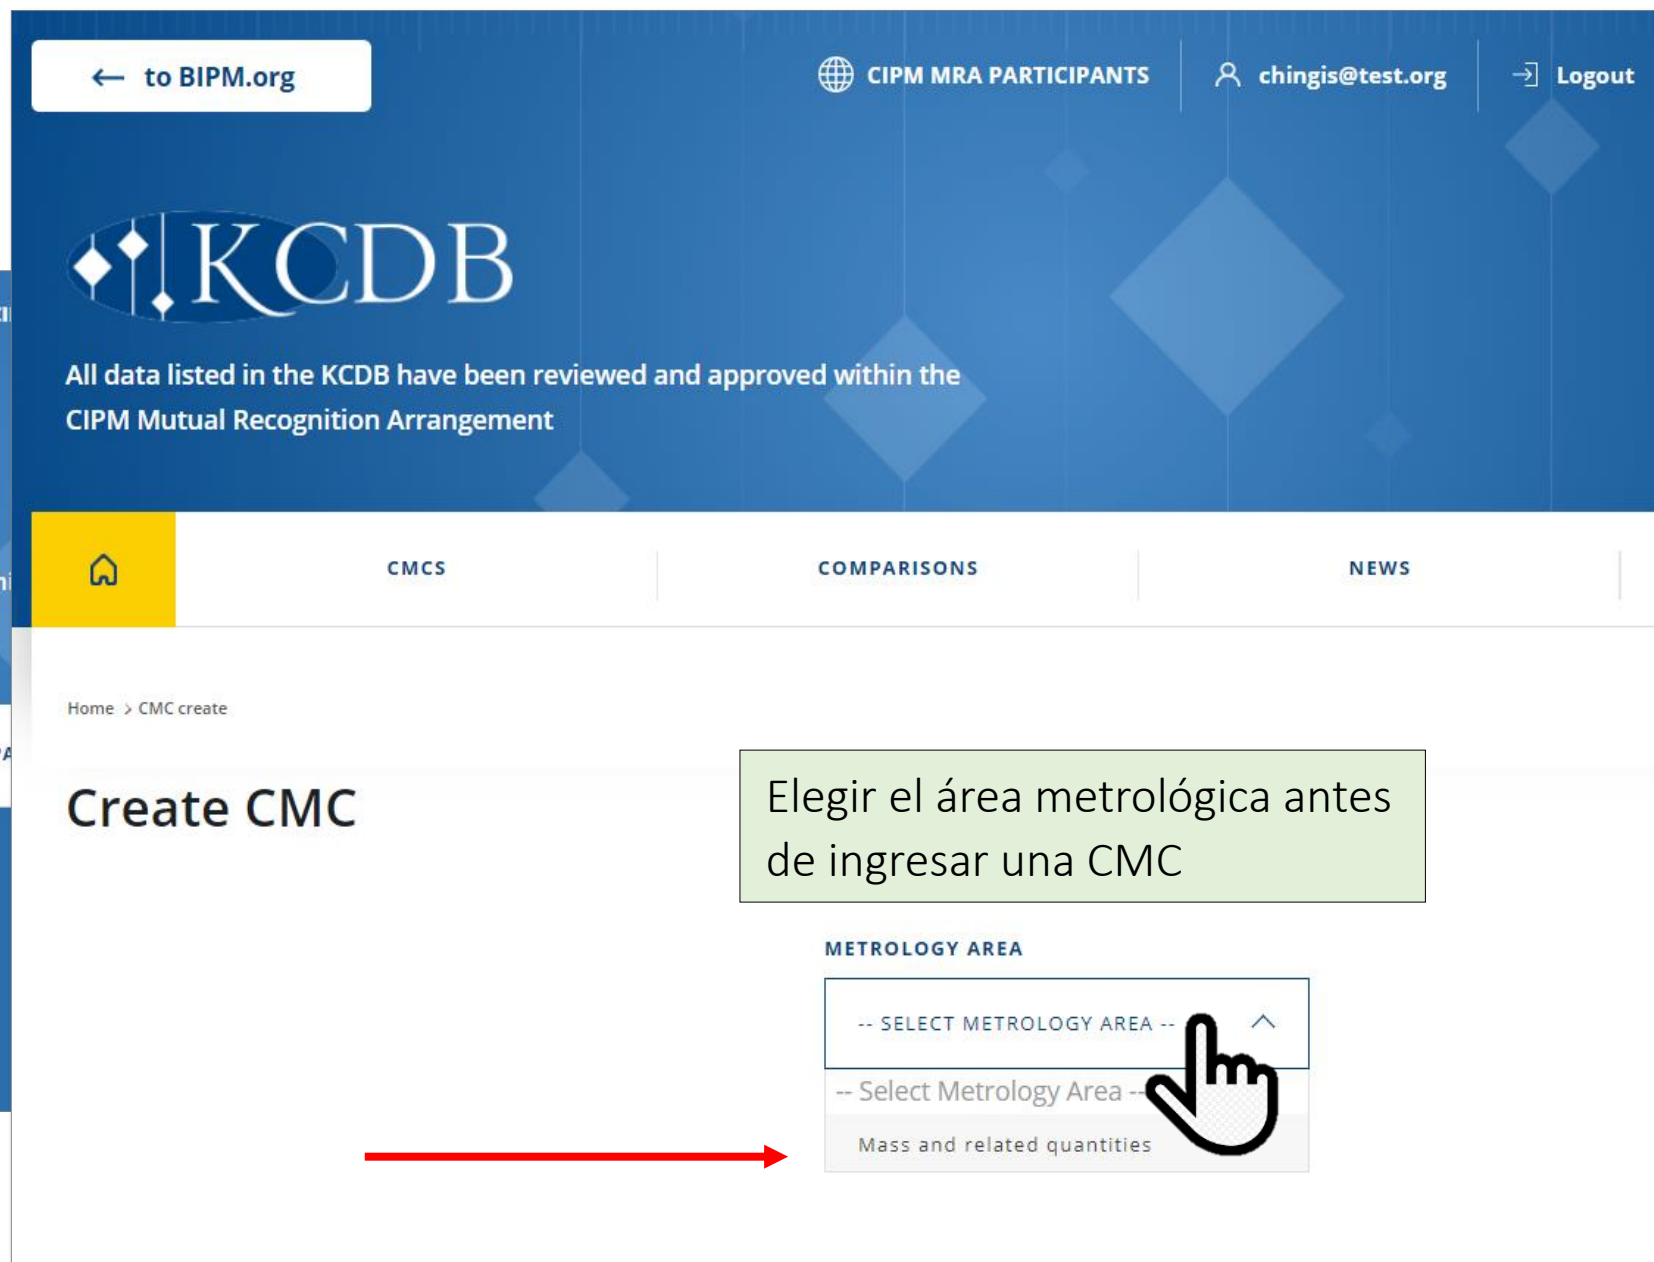 ← to BIPM.org
CIPM MRA PARTICIPANTS
chingis@test.org
Logout
KCDB
All data listed in the KCDB have been reviewed and approved within the
CIPM Mutual Recognition Arrangement
CMCS
COMPARISONS
NEWS
Home > CMC create
Create CMC
Elegir el área metrológica antes
de ingresar una CMC
METROLOGY AREA
-- SELECT METROLOGY AREA --
-- Select Metrology Area --
Mass and related quantities